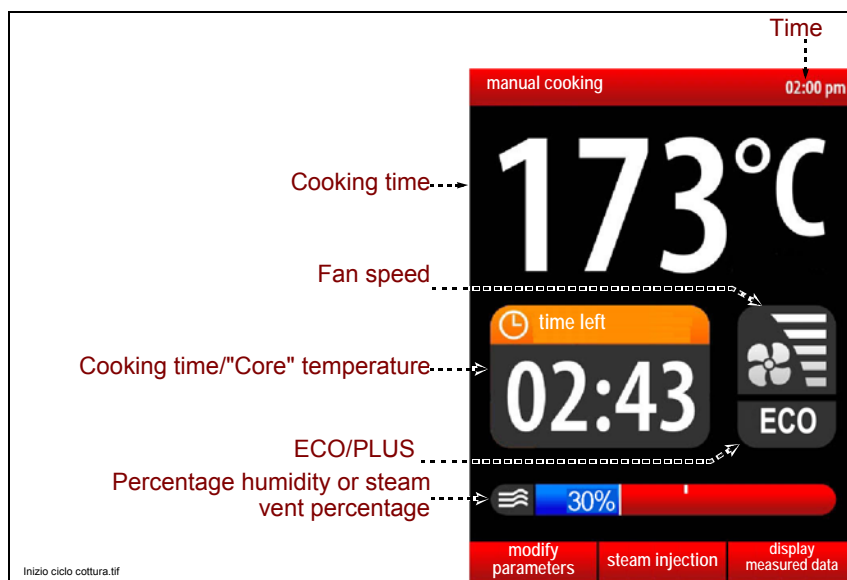 Time
manual cooking 02:00 pm
173°C
Cooking time
Fan speed
time left
Cooking time/"Core" temperature
02:43
ECO
ECO/PLUS
Percentage humidity or steam
vent percentage
30%
modify
parameters
steam injection
display
measured data
Inizio ciclo cottura.tif